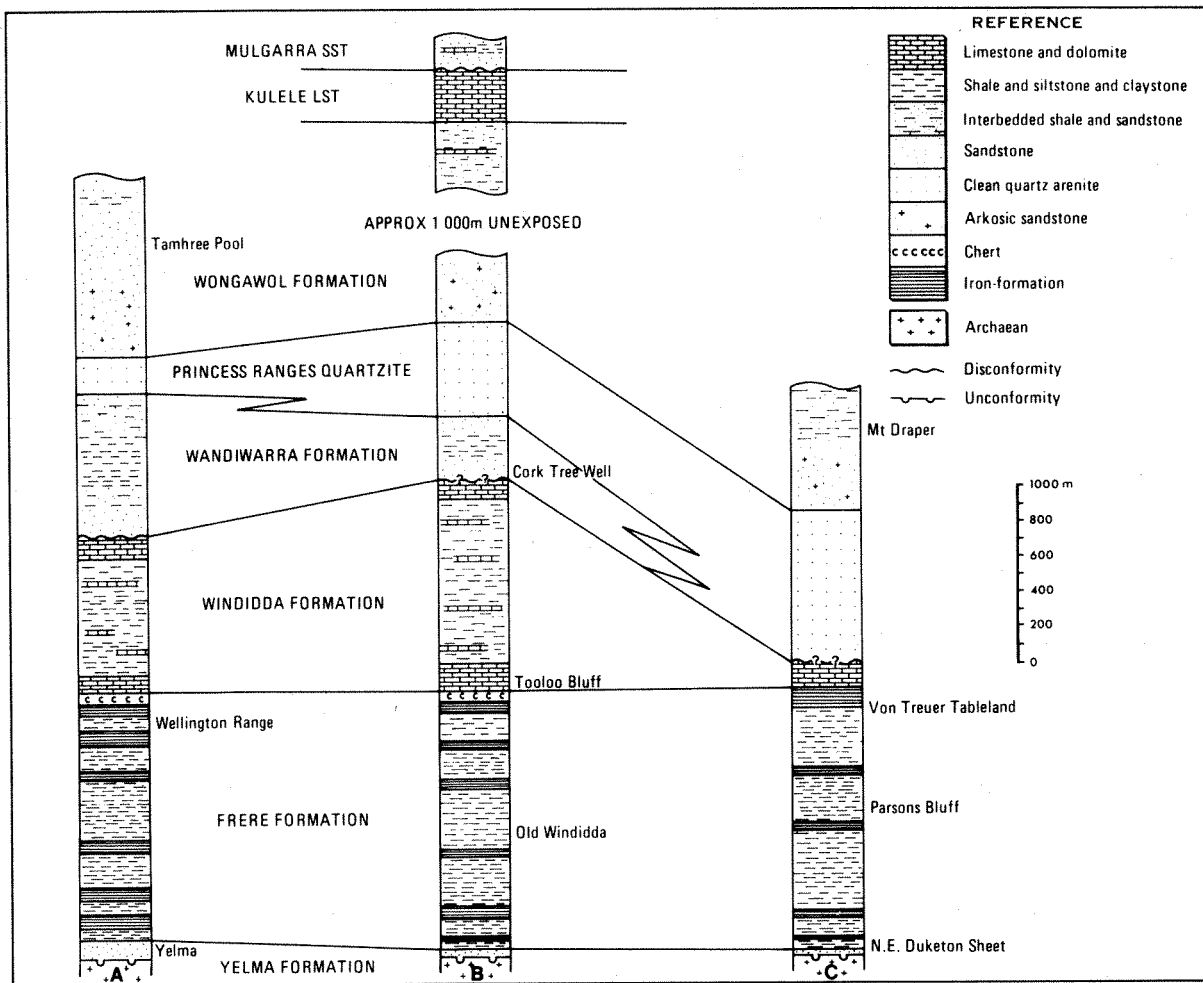 MULGARRA SST
KULELE LST
APPROX 1 000m UNEXPOSED
Tamhree Pool
WONGAWOL FORMATION
PRINCESS RANGES QUARTZITE
WANDIWARRA FORMATION
Cork Tree Well
? ?
WINDIDDA FORMATION
Tooloo Bluff
c c c c c
c c c c c
Wellington Range
FRERE FORMATION
Old Windidda
Yelma
YELMA FORMATION
A
B
REFERENCE
Limestone and dolomite
Shale and siltstone and claystone
Interbedded shale and sandstone
Sandstone
Clean quartz arenite
Arkosic sandstone
cccccc
Chert
Iron-formation
Archaean
Disconformity
Unconformity
Mt Draper
1000 m
800
600
400
200
0
? ?
Von Treuer Tableland
Parsons Bluff
N.E. Duketon Sheet
C